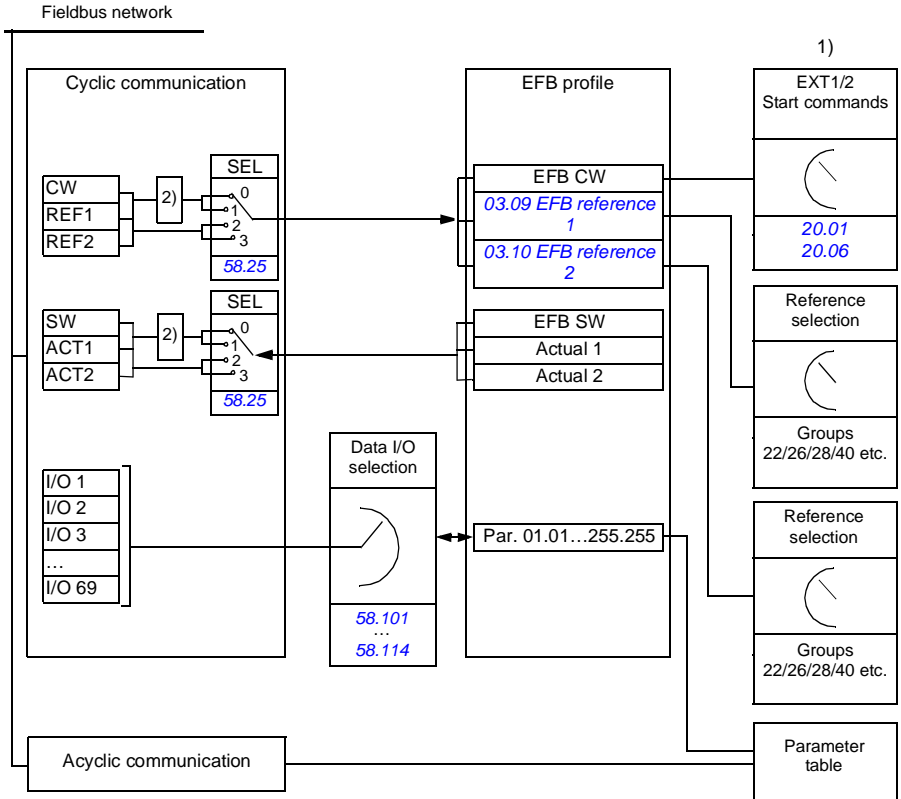 Fieldbus network
Cyclic communication
CW
REF1
REF2
2)
SEL
0
1
2
3
58.25
SW
ACT1
ACT2
2)
SEL
0
1
2
3
58.25
I/O 1
I/O 2
I/O 3
…
I/O 69
Data I/O
selection
58.101
…
58.114
EFB profile
EFB CW
03.09 EFB reference
1
03.10 EFB reference
2
EFB SW
Actual 1
Actual 2
Par. 01.01…255.255
1)
EXT1/2
Start commands
20.01
20.06
Reference
selection
Groups
22/26/28/40 etc.
Reference
selection
Groups
22/26/28/40 etc.
Acyclic communication
Parameter
table